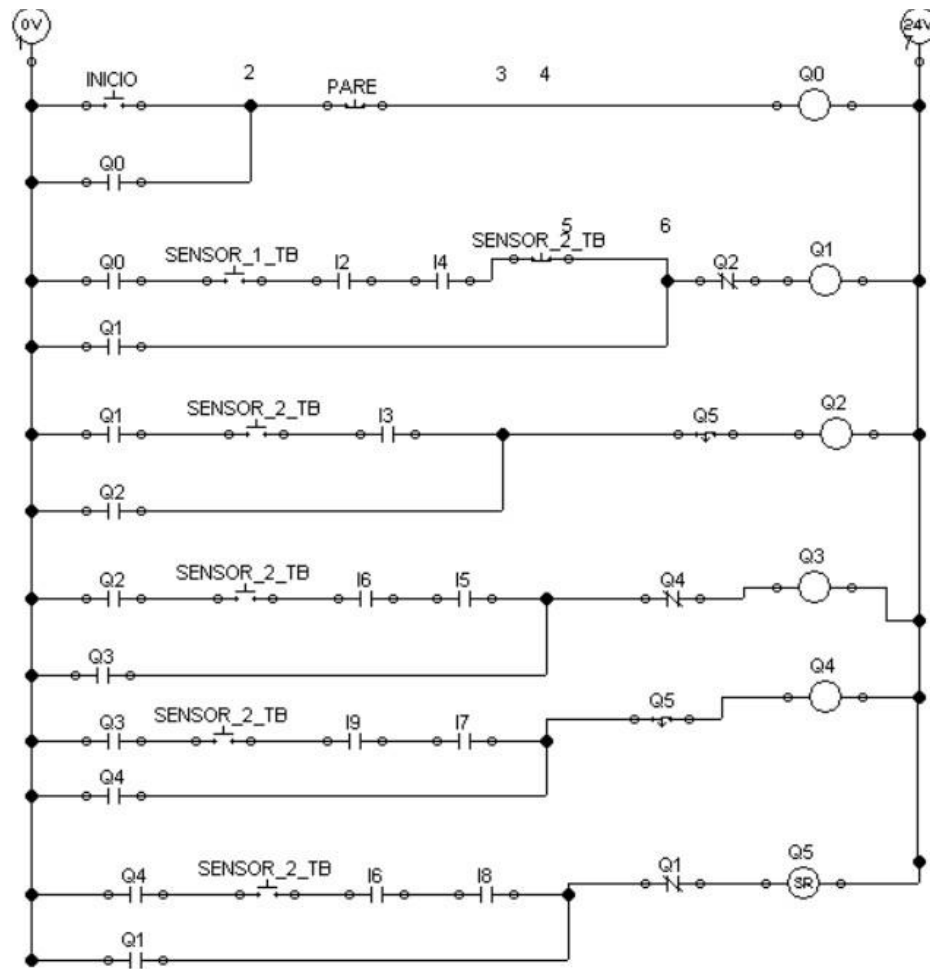 0V 24V
1 7
INICIO 2 PARE 3 4 Q0
Q0
5 6
Q0 SENSOR_1_TB I2 I4 SENSOR_2_TB Q2 Q1
Q1
Q1 SENSOR_2_TB I3 Q5 Q2
Q2
Q2 SENSOR_2_TB I6 I5 Q4 Q3
Q3
Q5 Q4
Q3 SENSOR_2_TB I9 I7
Q4
Q4 SENSOR_2_TB I6 I8 Q1 Q5
SR
Q1